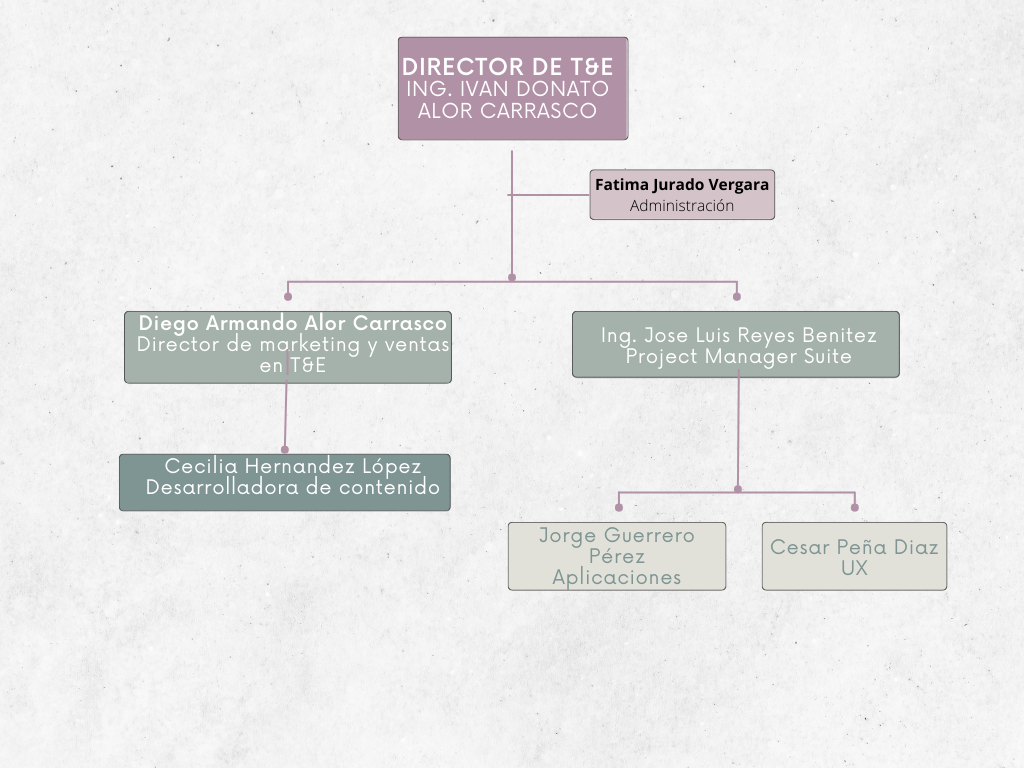 DIRECTOR DE T&E
ING. IVAN DONATO
ALOR CARRASCO
Fatima Jurado Vergara
Administración
Diego Armando Alor Carrasco
Director de marketing y ventas
en T&E
Ing. Jose Luis Reyes Benitez
Project Manager Suite
Cecilia Hernandez López
Desarrolladora de contenido
Jorge Guerrero
Pérez
Aplicaciones
Cesar Peña Diaz
UX